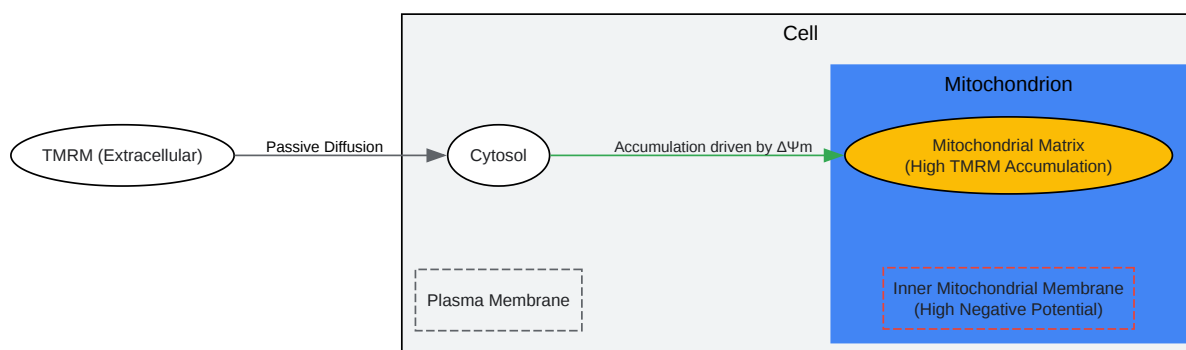 Cell
Mitochondrion
TMRM (Extracellular)
Passive Diffusion
Cytosol
Accumulation driven by ΔΨm
Mitochondrial Matrix
(High TMRM Accumulation)
Plasma Membrane
Inner Mitochondrial Membrane
(High Negative Potential)